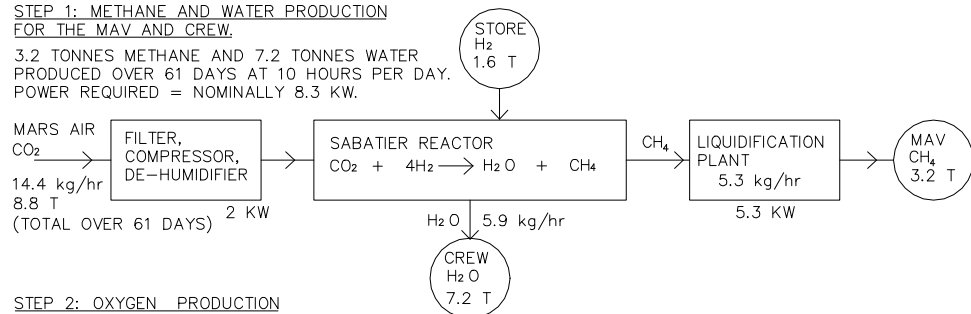 STEP 1: METHANE AND WATER PRODUCTION
FOR THE MAV AND CREW.
3.2 TONNES METHANE AND 7.2 TONNES WATER
PRODUCED OVER 61 DAYS AT 10 HOURS PER DAY.
POWER REQUIRED = NOMINALLY 8.3 KW.
STORE
H₂
1.6 T
MARS AIR
CO₂
14.4 kg/hr
8.8 T
(TOTAL OVER 61 DAYS)
FILTER,
COMPRESSOR,
DE-HUMIDIFIER
2 KW
SABATIER REACTOR
CO₂ + 4H₂ → H₂O + CH₄
CH₄
LIQUIDIFICATION
PLANT
5.3 kg/hr
5.3 KW
MAV
CH₄
3.2 T
H₂O 5.9 kg/hr
CREW
H₂O
7.2 T
STEP 2: OXYGEN PRODUCTION